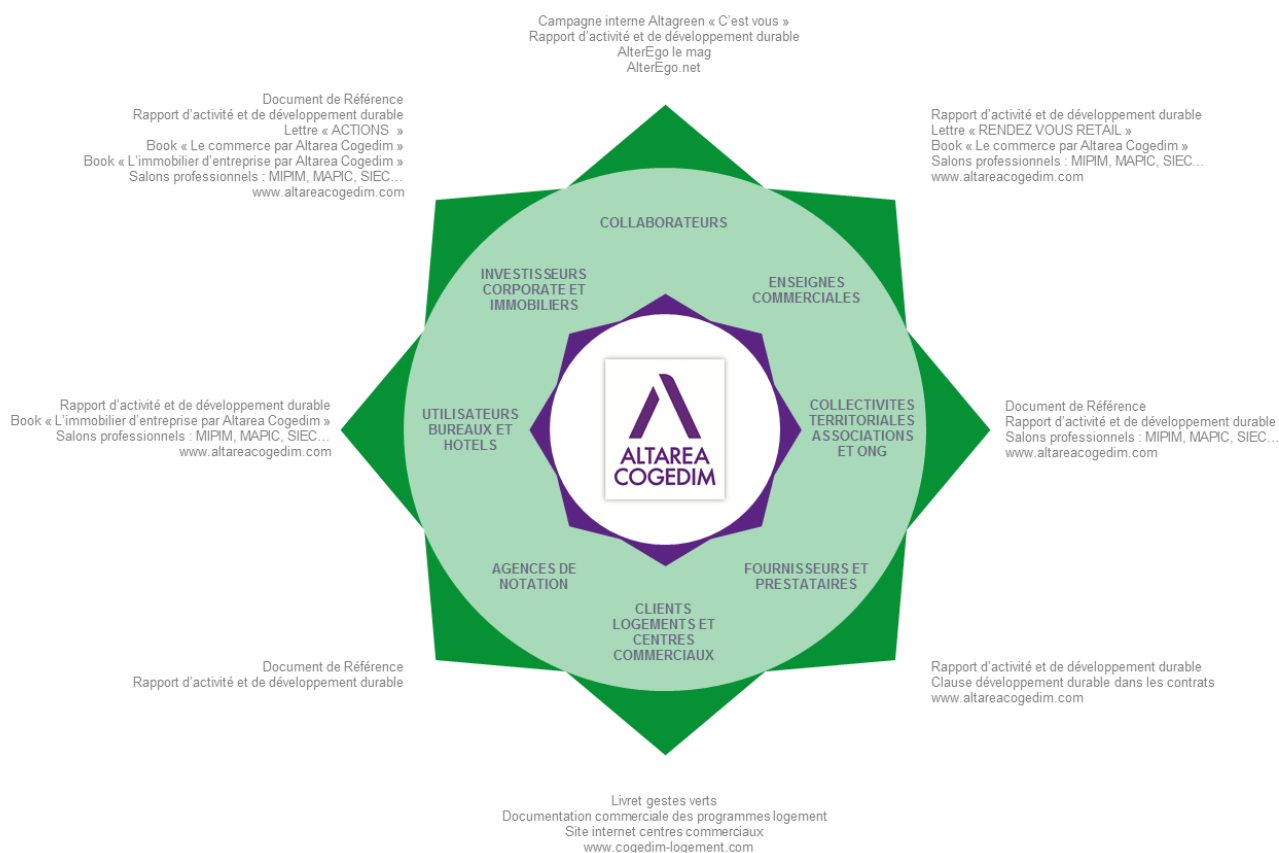 Campagne interne Altagreen « C'est vous »
Rapport d'activité et de développement durable
AlterEgo le mag
AlterEgo.net
Document de Référence
Rapport d'activité et de développement durable
Lettre « ACTIONS »
Book « Le commerce par Altarea Cogedim »
Book « L'immobilier d'entreprise par Altarea Cogedim »
Salons professionnels : MIPIM, MAPIC, SIEC...
www.altareacogedim.com
Rapport d'activité et de développement durable
Lettre « RENDEZ VOUS RETAIL »
Book « Le commerce par Altarea Cogedim »
Salons professionnels : MIPIM, MAPIC, SIEC...
www.altareacogedim.com
COLLABORATEURS
INVESTISSEURS
CORPORATE ET
IMMOBILIERS
ENSEIGNES
COMMERCIALES
Rapport d'activité et de développement durable
Book « L'immobilier d'entreprise par Altarea Cogedim »
Salons professionnels : MIPIM, MAPIC, SIEC...
www.altareacogedim.com
UTILISATEURS
BUREAUX ET
HOTELS
ALTAREA
COGEDIM
COLLECTIVITES
TERRITORIALES
ASSOCIATIONS
ET ONG
Document de Référence
Rapport d'activité et de développement durable
Salons professionnels : MIPIM, MAPIC, SIEC...
www.altareacogedim.com
AGENCES DE
NOTATION
FOURNISSEURS ET
PRESTATAIRES
CLIENTS
LOGEMENTS ET
CENTRES
COMMERCIAUX
Document de Référence
Rapport d'activité et de développement durable
Rapport d'activité et de développement durable
Clause développement durable dans les contrats
www.altareacogedim.com
Livret gestes verts
Documentation commerciale des programmes logement
Site internet centres commerciaux
www.cogedim-logement.com